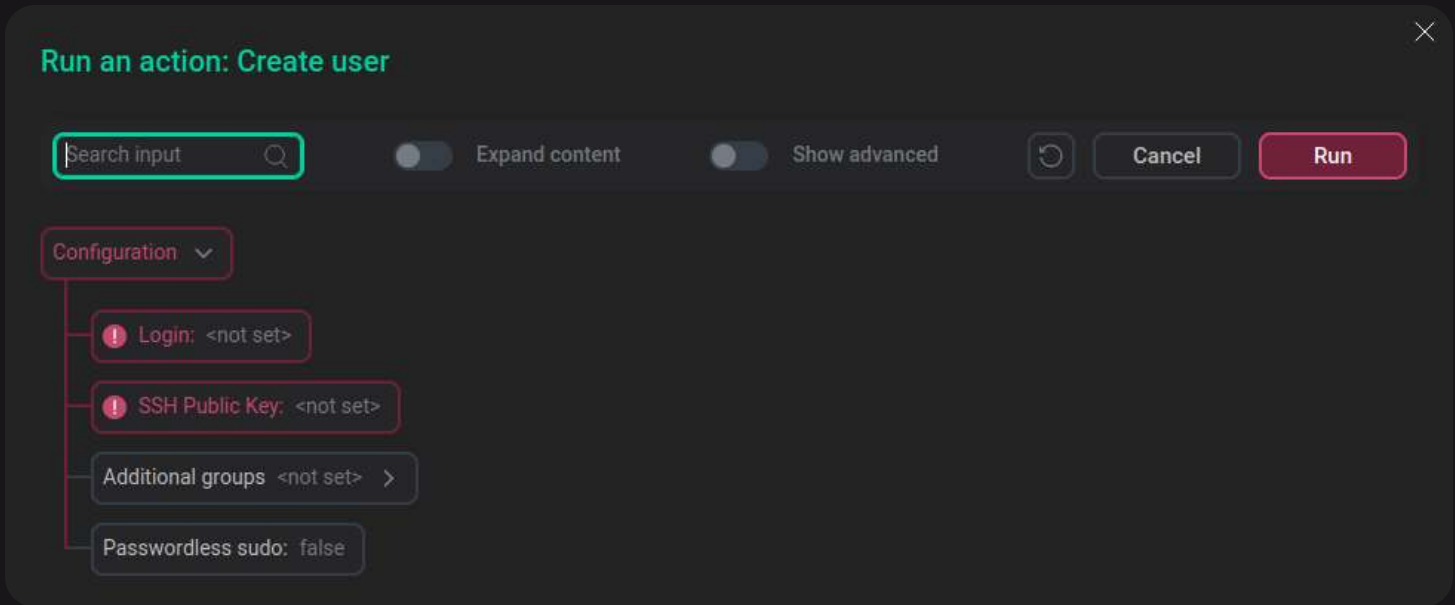 Run an action: Create user
Search input Expand content Show advanced Cancel Run
Configuration
Login: <not set>
SSH Public Key: <not set>
Additional groups <not set>
Passwordless sudo: false